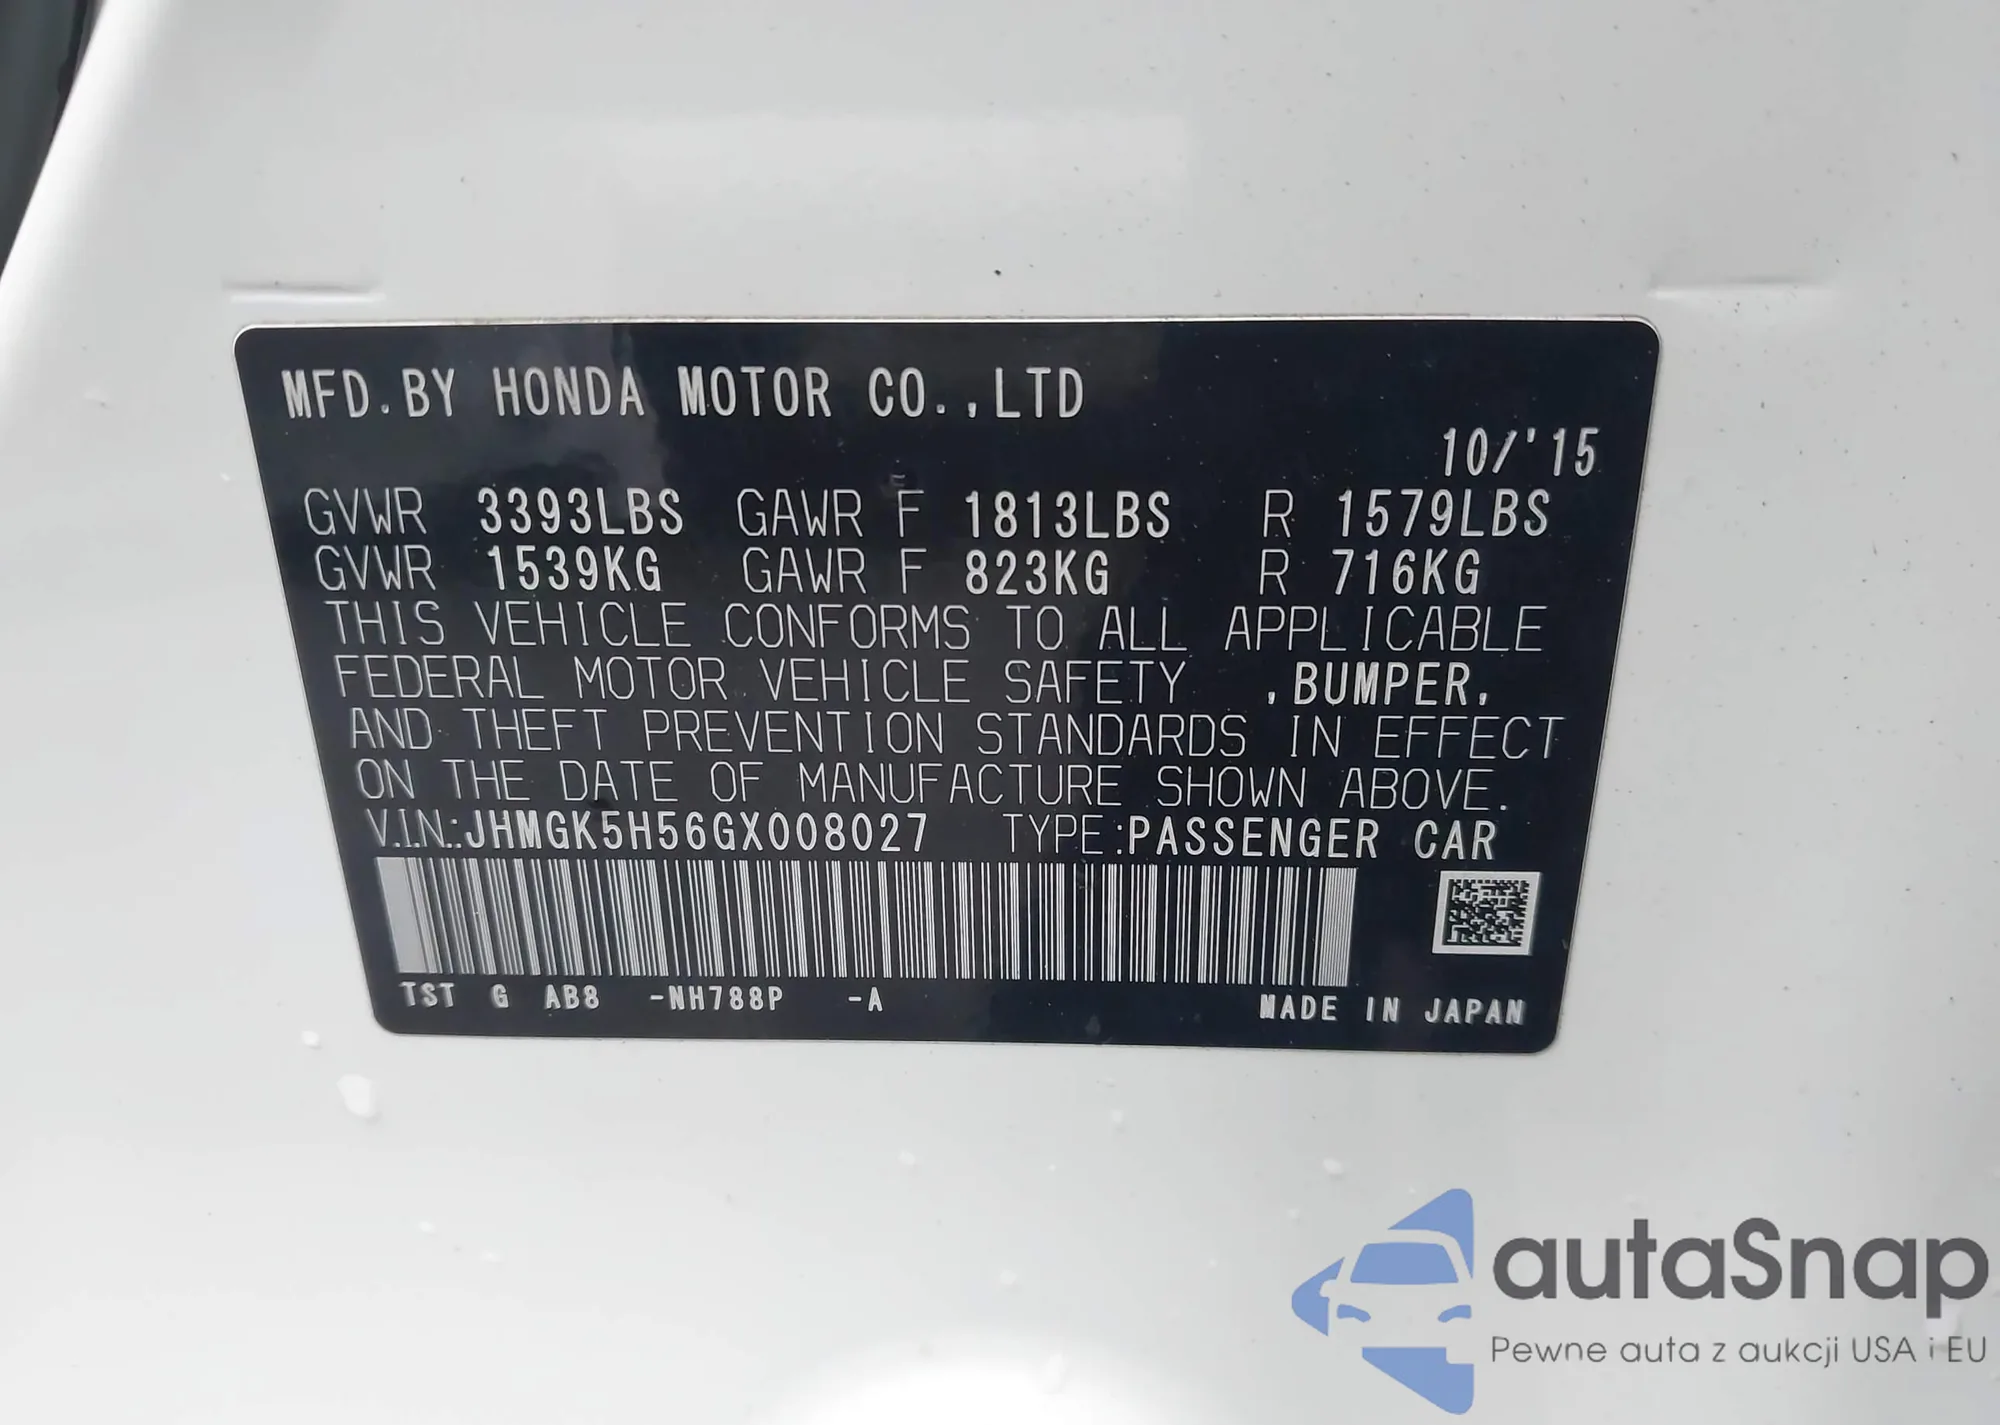 MFD.BY HONDA MOTOR CO.,LTD
10/'15
GVWR 3393LBS GAWR F 1813LBS R 1579LBS
GVWR 1539KG GAWR F 823KG R 716KG
THIS VEHICLE CONFORMS TO ALL APPLICABLE
FEDERAL MOTOR VEHICLE SAFETY ,BUMPER,
AND THEFT PREVENTION STANDARDS IN EFFECT
ON THE DATE OF MANUFACTURE SHOWN ABOVE.
V.I.N.:JHMGK5H56GX008027 TYPE:PASSENGER CAR
TST G AB8 -NH788P -A MADE IN JAPAN
autaSnap
Pewne auta z aukcji USA i EU